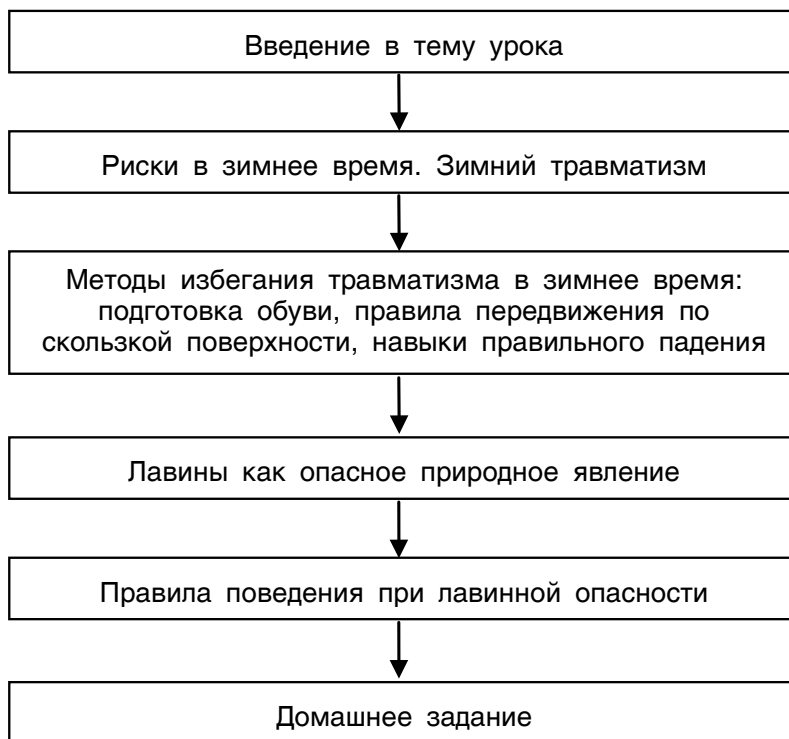 Введение в тему урока
Риски в зимнее время. Зимний травматизм
Методы избегания травматизма в зимнее время:
подготовка обуви, правила передвижения по
скользкой поверхности, навыки правильного падения
Лавины как опасное природное явление
Правила поведения при лавинной опасности
Домашнее задание